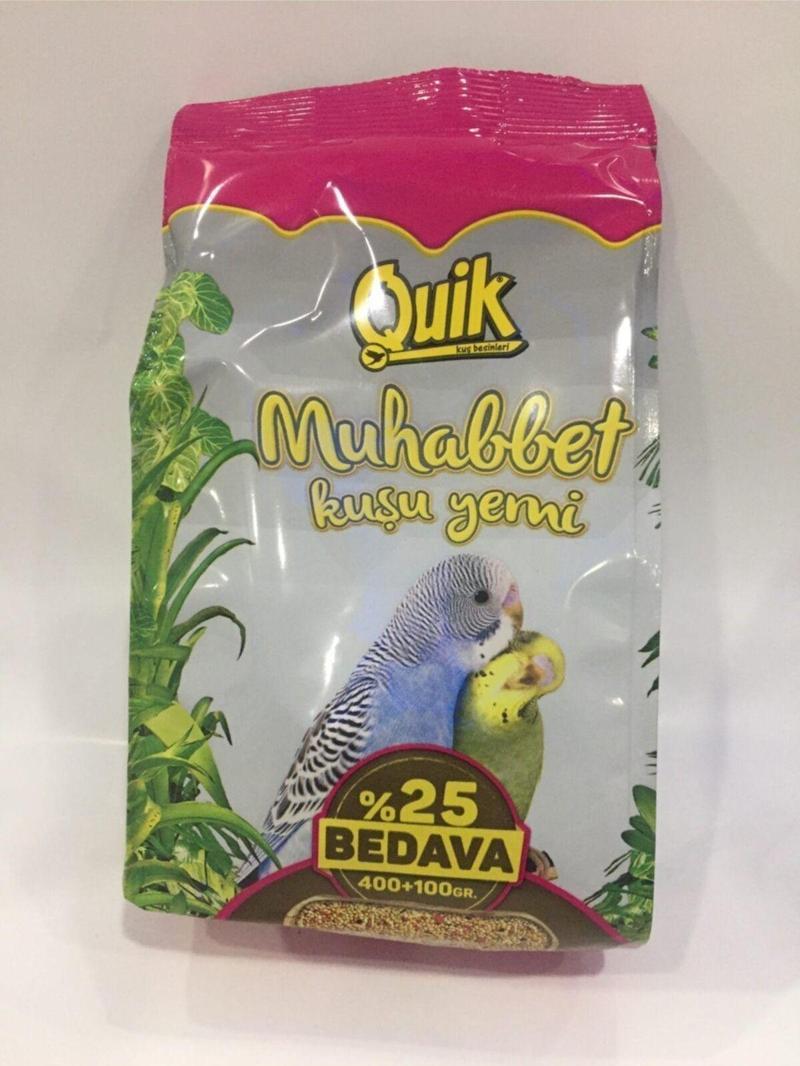 Quik
kuş besinleri
Muhabbet
kuşu yemi
%25
BEDAVA
400+100GR.